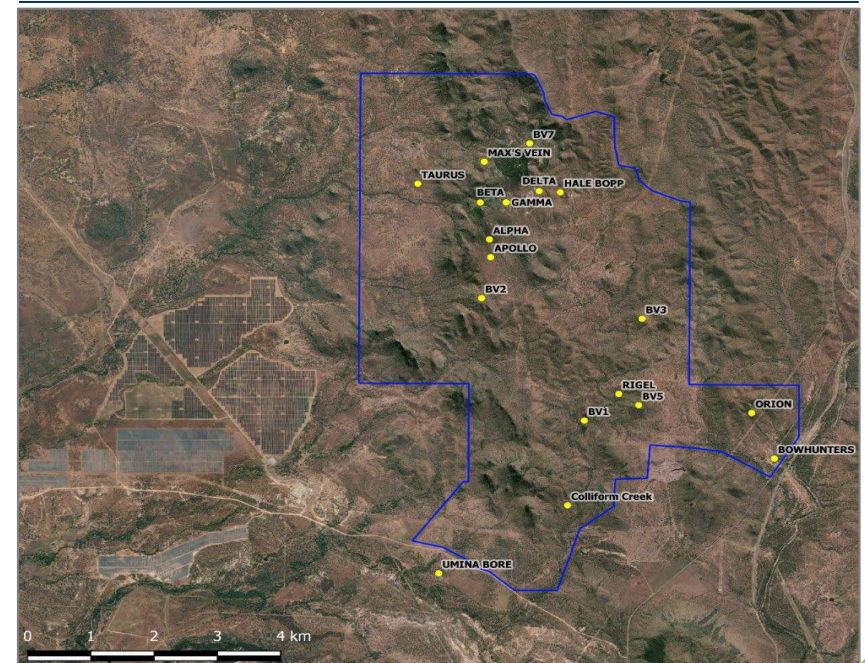 BV7
MAX'S VEIN
TAURUS
DELTA
HALE BOPP
BETA
GAMMA
ALPHA
APOLLO
BV2
BV3
RIGEL
BV5
BV1
ORION
BOWHUNTERS
Colliform Creek
UMINA BORE
0 1 2 3 4 km